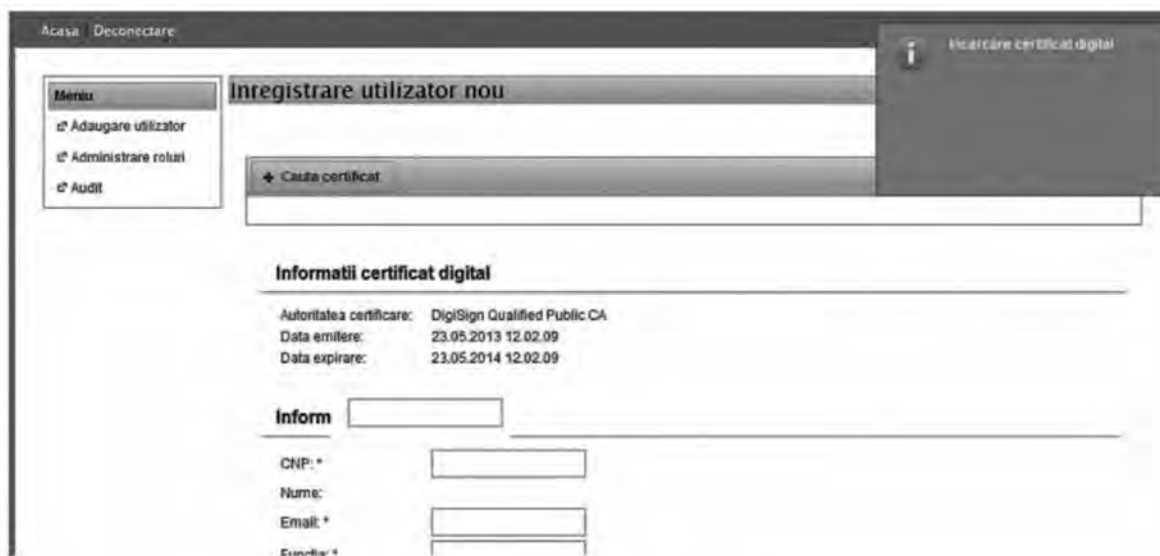 Acasa Deconectare
Incarcare certificat digital
Meniu
Adaugare utilizator
Administrare roluri
Audit
Inregistrare utilizator nou
Cauta certificat
Informatii certificat digital
Autoritatea certificare: DigiSign Qualified Public CA
Data emitere: 23.05.2013 12.02.09
Data expirare: 23.05.2014 12.02.09
Inform
CNP: *
Nume:
Email: *
Functia: *